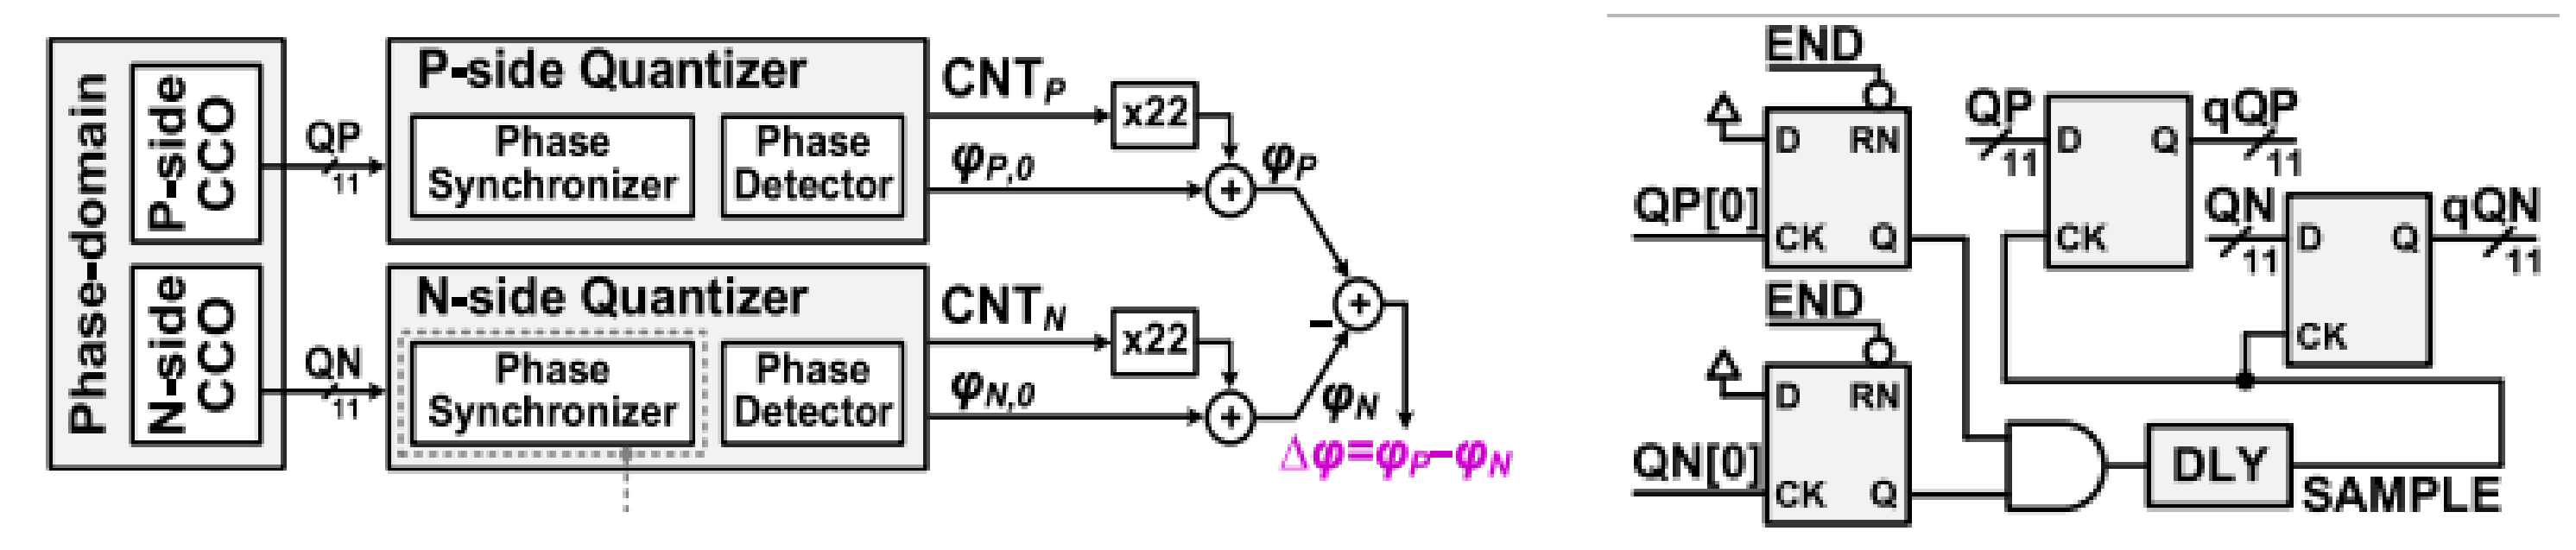 Phase-domain
P-side
CCO
N-side
CCO
QP
11
QN
11
P-side Quantizer
Phase
Synchronizer
Phase
Detector
N-side Quantizer
Phase
Synchronizer
Phase
Detector
CNTP
x22
φP,0
+
φP
CNTN
x22
φN,0
+
φN
+
−
Δφ=φP−φN
END
D
RN
QP[0]
CK
Q
END
D
RN
QN[0]
CK
Q
QP
11
D
Q
CK
qQP
11
QN
11
D
Q
CK
qQN
11
DLY
SAMPLE